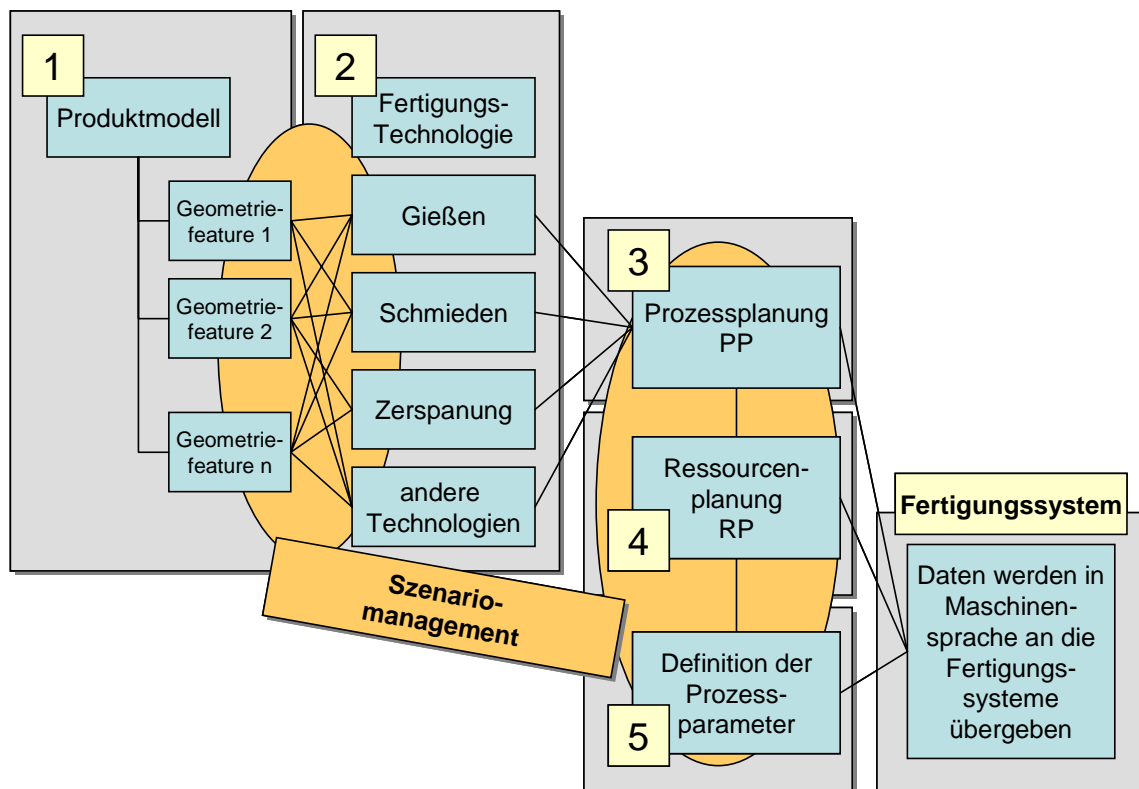 1
Produktmodell
Geometrie-
feature 1
Geometrie-
feature 2
Geometrie-
feature n
2
Fertigungs-
Technologie
Gießen
Schmieden
Zerspanung
andere
Technologien
Szenario-
management
3
Prozessplanung
PP
Ressourcen-
planung
RP
4
Definition der
Prozess-
parameter
5
Fertigungssystem
Daten werden in
Maschinen-
sprache an die
Fertigungs-
systeme
übergeben